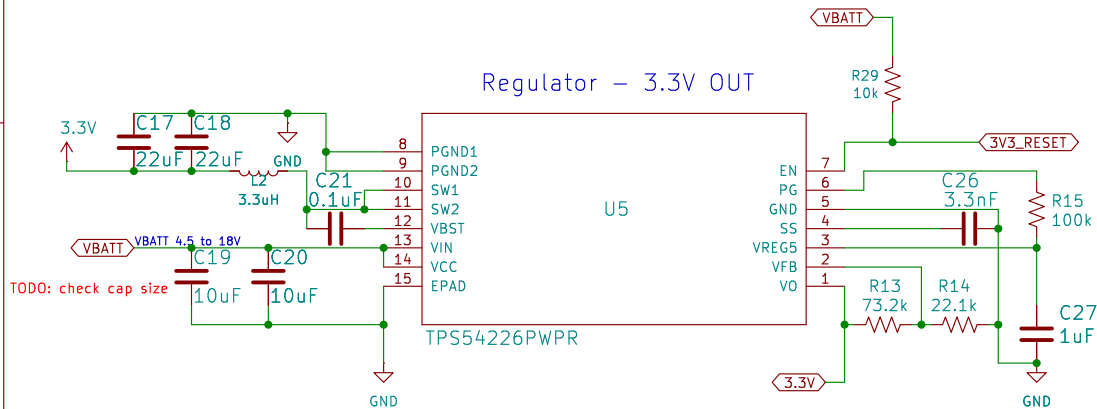 VBATT
Regulator – 3.3V OUT
R29
10k
3.3V
C17
C18
22uF
22uF
GND
L2
3.3uH
C21
0.1uF
3V3_RESET
8
PGND1
9
PGND2
10
SW1
11
SW2
12
VBST
13
VIN
14
VCC
15
EPAD
U5
TPS54226PWPR
EN
7
PG
6
GND
5
SS
4
VREG5
3
VFB
2
VO
1
C26
3.3nF
R15
100k
VBATT
VBATT 4.5 to 18V
C19
C20
10uF
10uF
TODO: check cap size
R13
73.2k
R14
22.1k
C27
1uF
3.3V
GND
GND